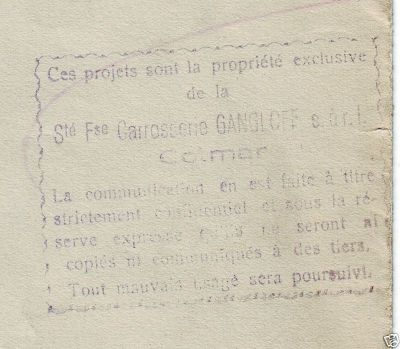 Ces projets sont la propriété exclusive
de la
Sté Fse Carrosserie GANGLOFF s. à r. l.
Colmar
La communication en est faite à titre
strictement confidentiel et sous la ré-
serve expresse qu'ils ne seront ni
copiés ni communiqués à des tiers.
Tout mauvais usage sera poursuivi.